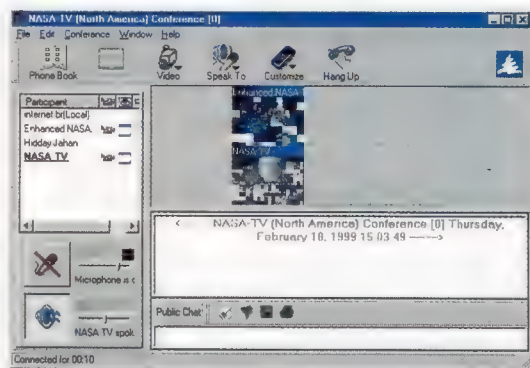 NASA-TV (North America) Conference [0]
File Edit Conference Window Help
Phone Book
Video
Speak To
Customize
Hang Up
Participant
internet br(Local)
Enhanced NASA.
Hidday Jahan
NASA TV
Enhanced NASA
NASA-TV
< NASA-TV (North America) Conference [0] Thursday,
February 18, 1999 15 03 49 ---->
Microphone is c
NASA TV spok
Public Chat:
Connected for 00:10